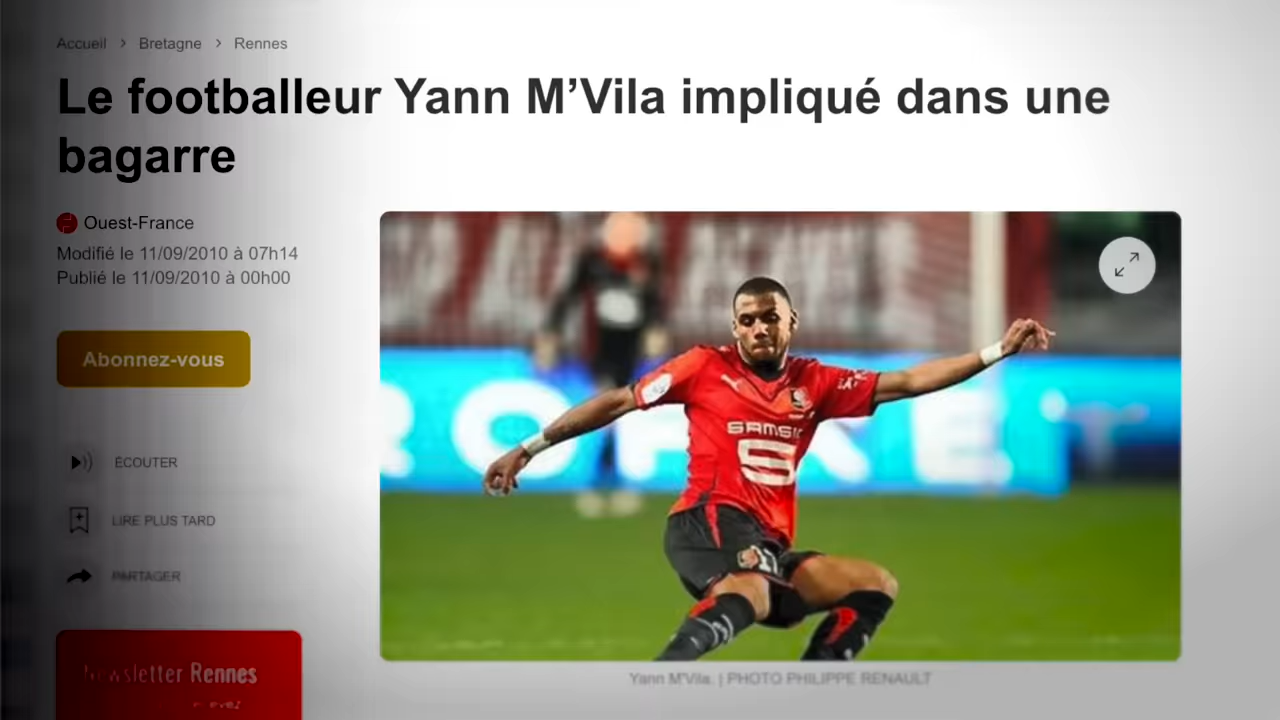 Accueil > Bretagne > Rennes
Le footballeur Yann M’Vila impliqué dans une
bagarre
Ouest-France
Modifié le 11/09/2010 à 07h14
Publié le 11/09/2010 à 00h00
Abonnez-vous
ÉCOUTER
LIRE PLUS TARD
PARTAGER
SAMSIC
17
Newsletter Rennes
Yann M'Vila. | PHOTO PHILIPPE RENAULT